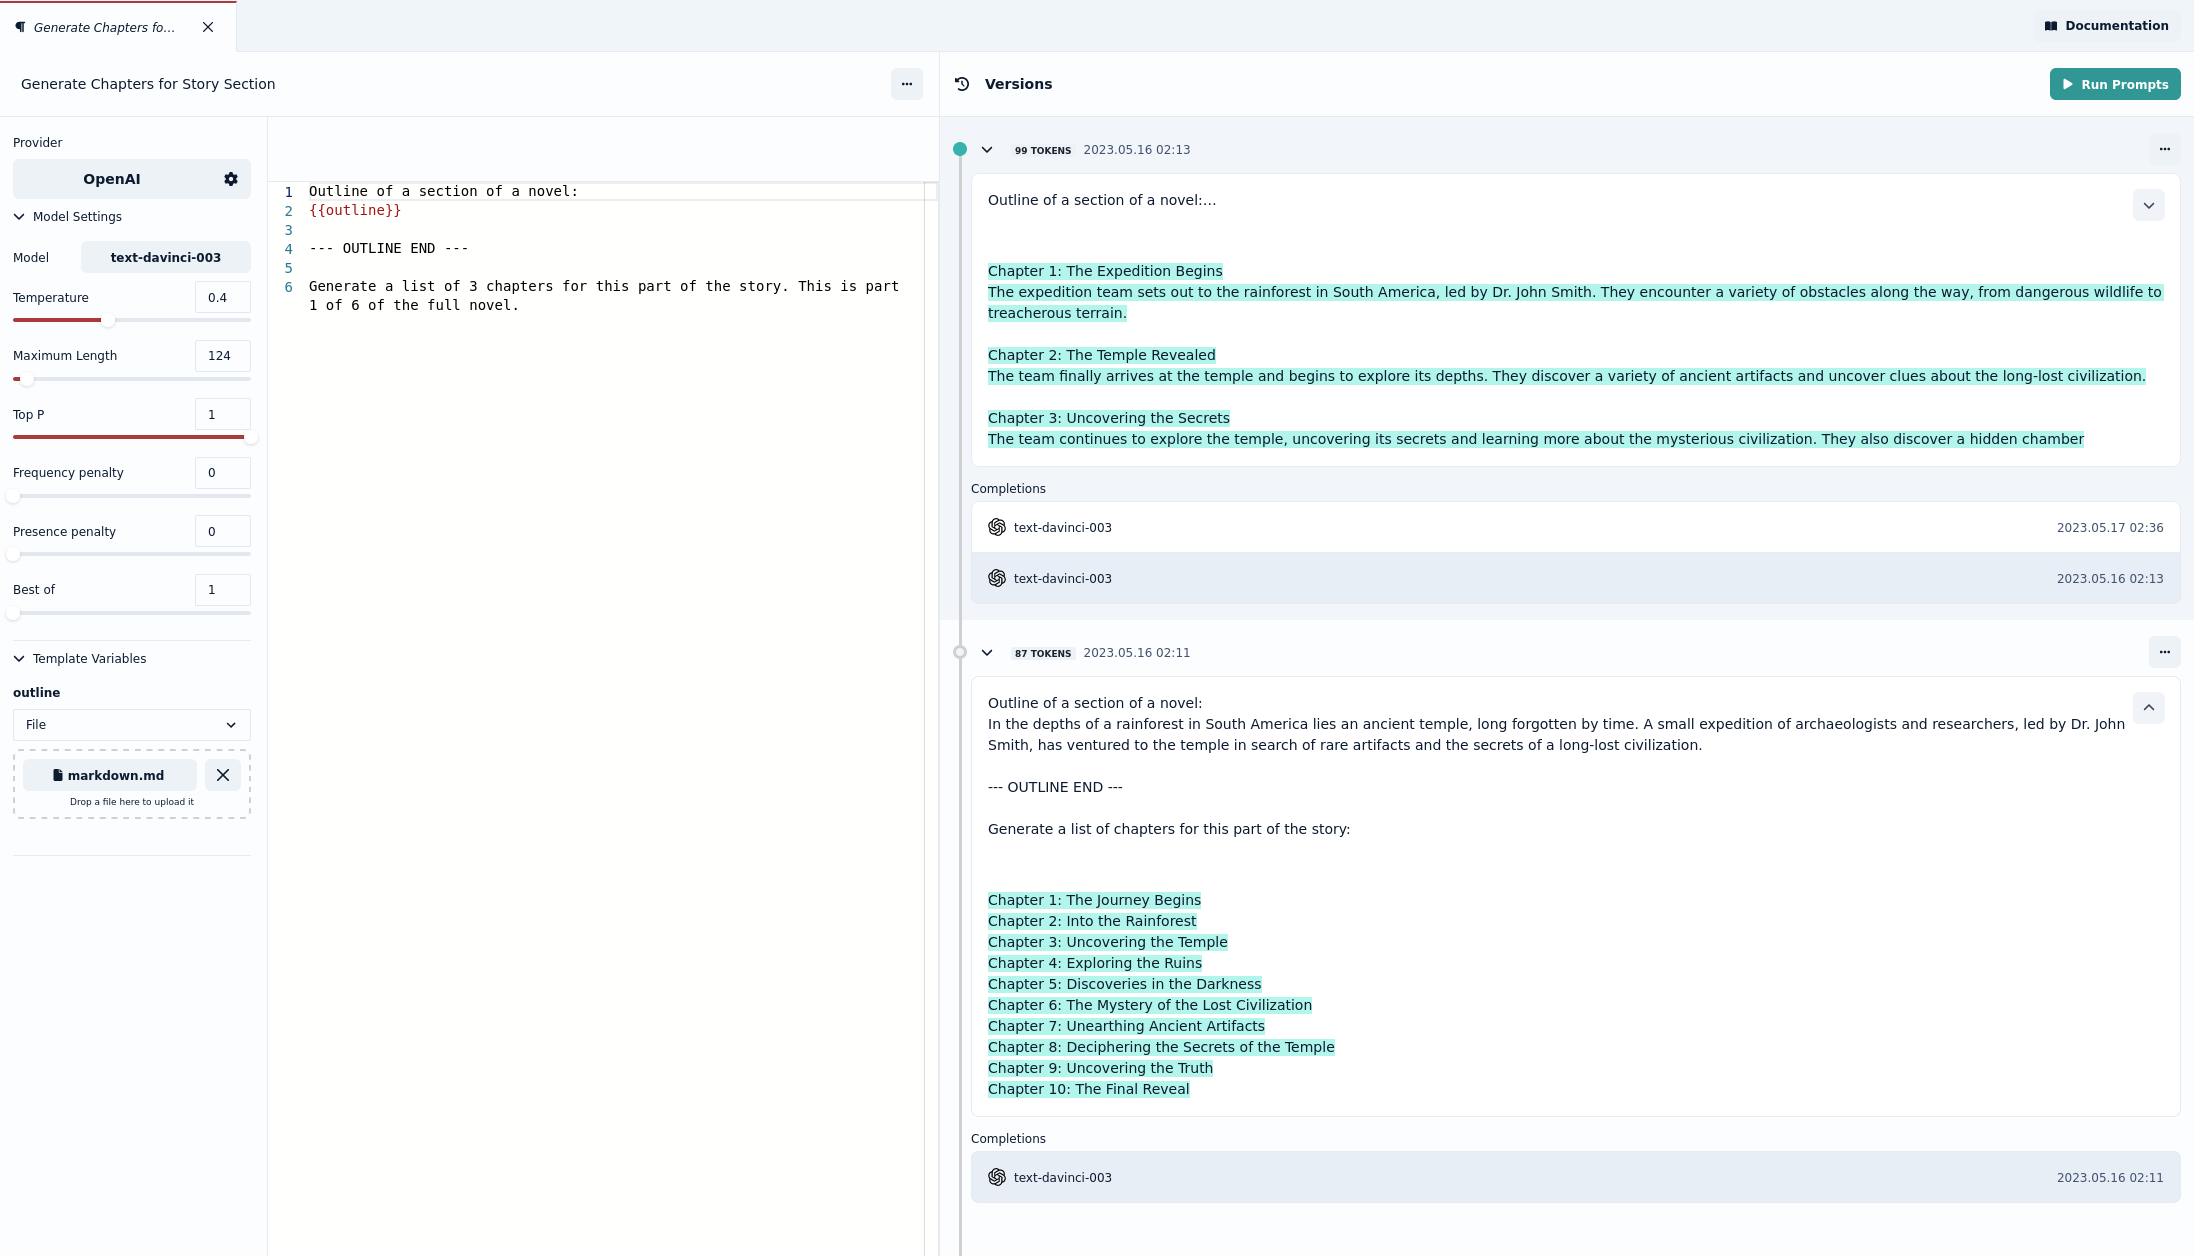 Generate Chapters fo...
Documentation
Generate Chapters for Story Section
Versions
Run Prompts
Provider
OpenAI
Model Settings
Model
text-davinci-003
Temperature
0.4
Maximum Length
124
Top P
1
Frequency penalty
0
Presence penalty
0
Best of
1
Template Variables
outline
File
markdown.md
Drop a file here to upload it
1 Outline of a section of a novel:
2 {{outline}}
3
4 --- OUTLINE END ---
5
6 Generate a list of 3 chapters for this part of the story. This is part
1 of 6 of the full novel.
99 TOKENS 2023.05.16 02:13
Outline of a section of a novel:...
Chapter 1: The Expedition Begins
The expedition team sets out to the rainforest in South America, led by Dr. John Smith. They encounter a variety of obstacles along the way, from dangerous wildlife to
treacherous terrain.
Chapter 2: The Temple Revealed
The team finally arrives at the temple and begins to explore its depths. They discover a variety of ancient artifacts and uncover clues about the long-lost civilization.
Chapter 3: Uncovering the Secrets
The team continues to explore the temple, uncovering its secrets and learning more about the mysterious civilization. They also discover a hidden chamber
Completions
text-davinci-003 2023.05.17 02:36
text-davinci-003 2023.05.16 02:13
87 TOKENS 2023.05.16 02:11
Outline of a section of a novel:
In the depths of a rainforest in South America lies an ancient temple, long forgotten by time. A small expedition of archaeologists and researchers, led by Dr. John
Smith, has ventured to the temple in search of rare artifacts and the secrets of a long-lost civilization.
--- OUTLINE END ---
Generate a list of chapters for this part of the story:
Chapter 1: The Journey Begins
Chapter 2: Into the Rainforest
Chapter 3: Uncovering the Temple
Chapter 4: Exploring the Ruins
Chapter 5: Discoveries in the Darkness
Chapter 6: The Mystery of the Lost Civilization
Chapter 7: Unearthing Ancient Artifacts
Chapter 8: Deciphering the Secrets of the Temple
Chapter 9: Uncovering the Truth
Chapter 10: The Final Reveal
Completions
text-davinci-003 2023.05.16 02:11